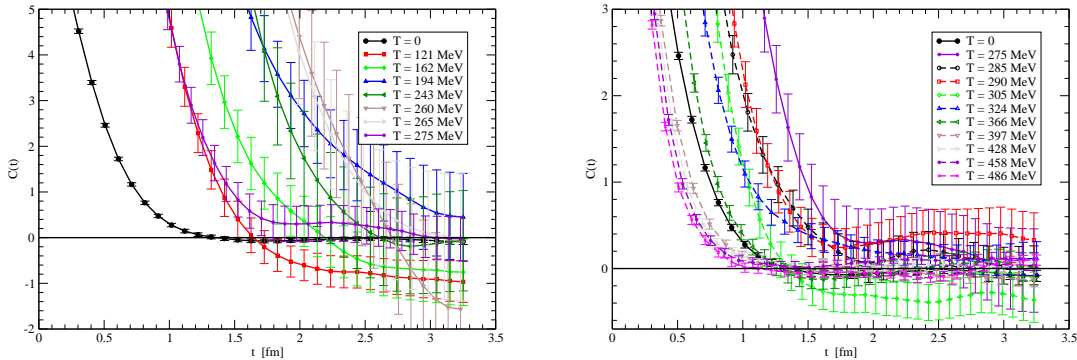 5
4
3
2
1
0
-1
-2
C(t)
0 0.5 1 1.5 2 2.5 3 3.5
t [fm]
T = 0
T = 121 MeV
T = 162 MeV
T = 194 MeV
T = 243 MeV
T = 260 MeV
T = 265 MeV
T = 275 MeV
3
2
1
0
C(t)
0 0.5 1 1.5 2 2.5 3 3.5
t [fm]
T = 0
T = 275 MeV
T = 285 MeV
T = 290 MeV
T = 305 MeV
T = 324 MeV
T = 366 MeV
T = 397 MeV
T = 428 MeV
T = 458 MeV
T = 486 MeV